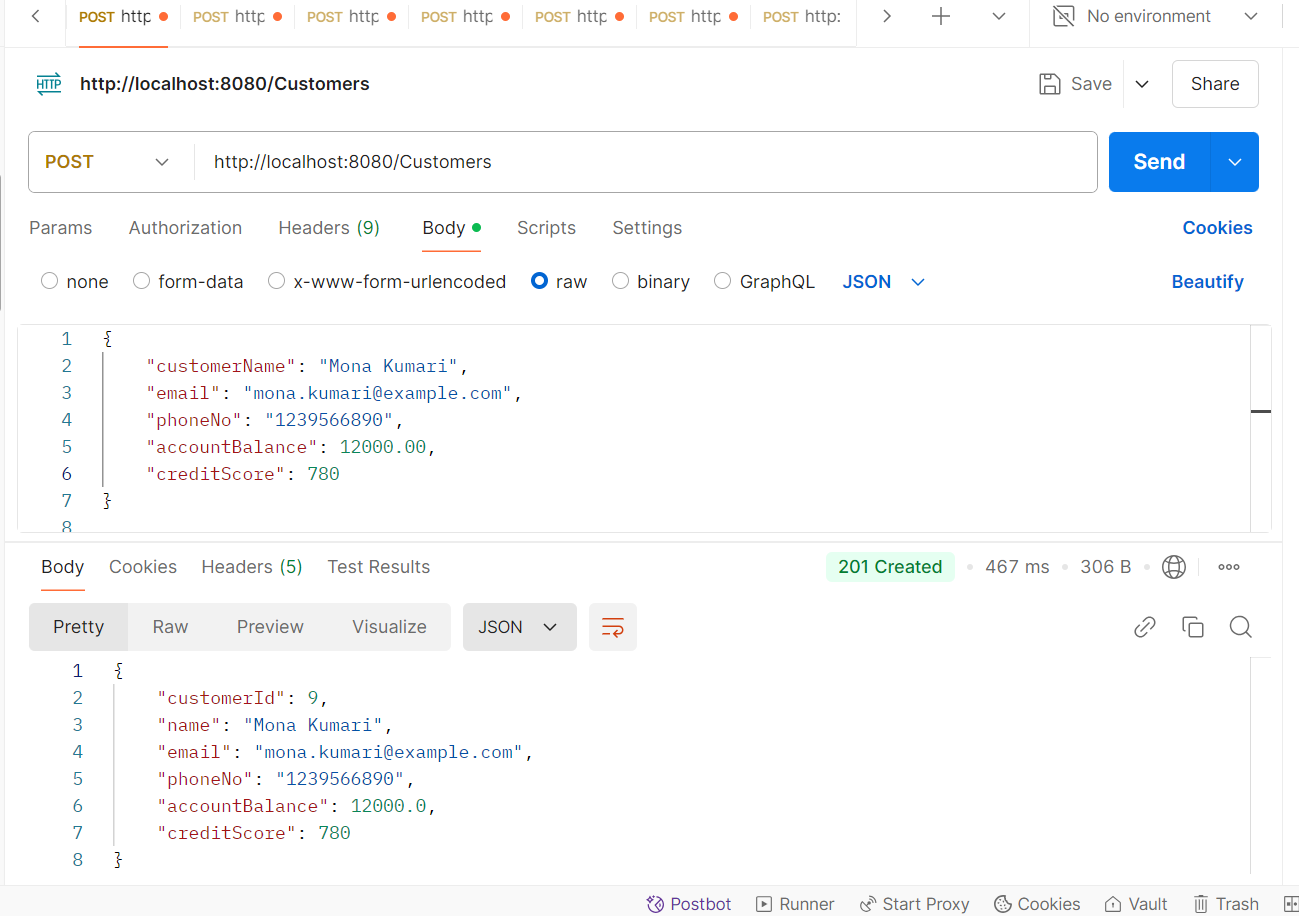 POST http POST http POST http POST http POST http POST http POST http: No environment
HTTP http://localhost:8080/Customers Save Share
POST http://localhost:8080/Customers Send
Params Authorization Headers (9) Body Scripts Settings Cookies
none form-data x-www-form-urlencoded raw binary GraphQL JSON Beautify
1 {
2 "customerName": "Mona Kumari",
3 "email": "mona.kumari@example.com",
4 "phoneNo": "1239566890",
5 "accountBalance": 12000.00,
6 "creditScore": 780
7 }
8
Body Cookies Headers (5) Test Results 201 Created 467 ms 306 B
Pretty Raw Preview Visualize JSON
1 {
2 "customerId": 9,
3 "name": "Mona Kumari",
4 "email": "mona.kumari@example.com",
5 "phoneNo": "1239566890",
6 "accountBalance": 12000.0,
7 "creditScore": 780
8 }
Postbot Runner Start Proxy Cookies Vault Trash